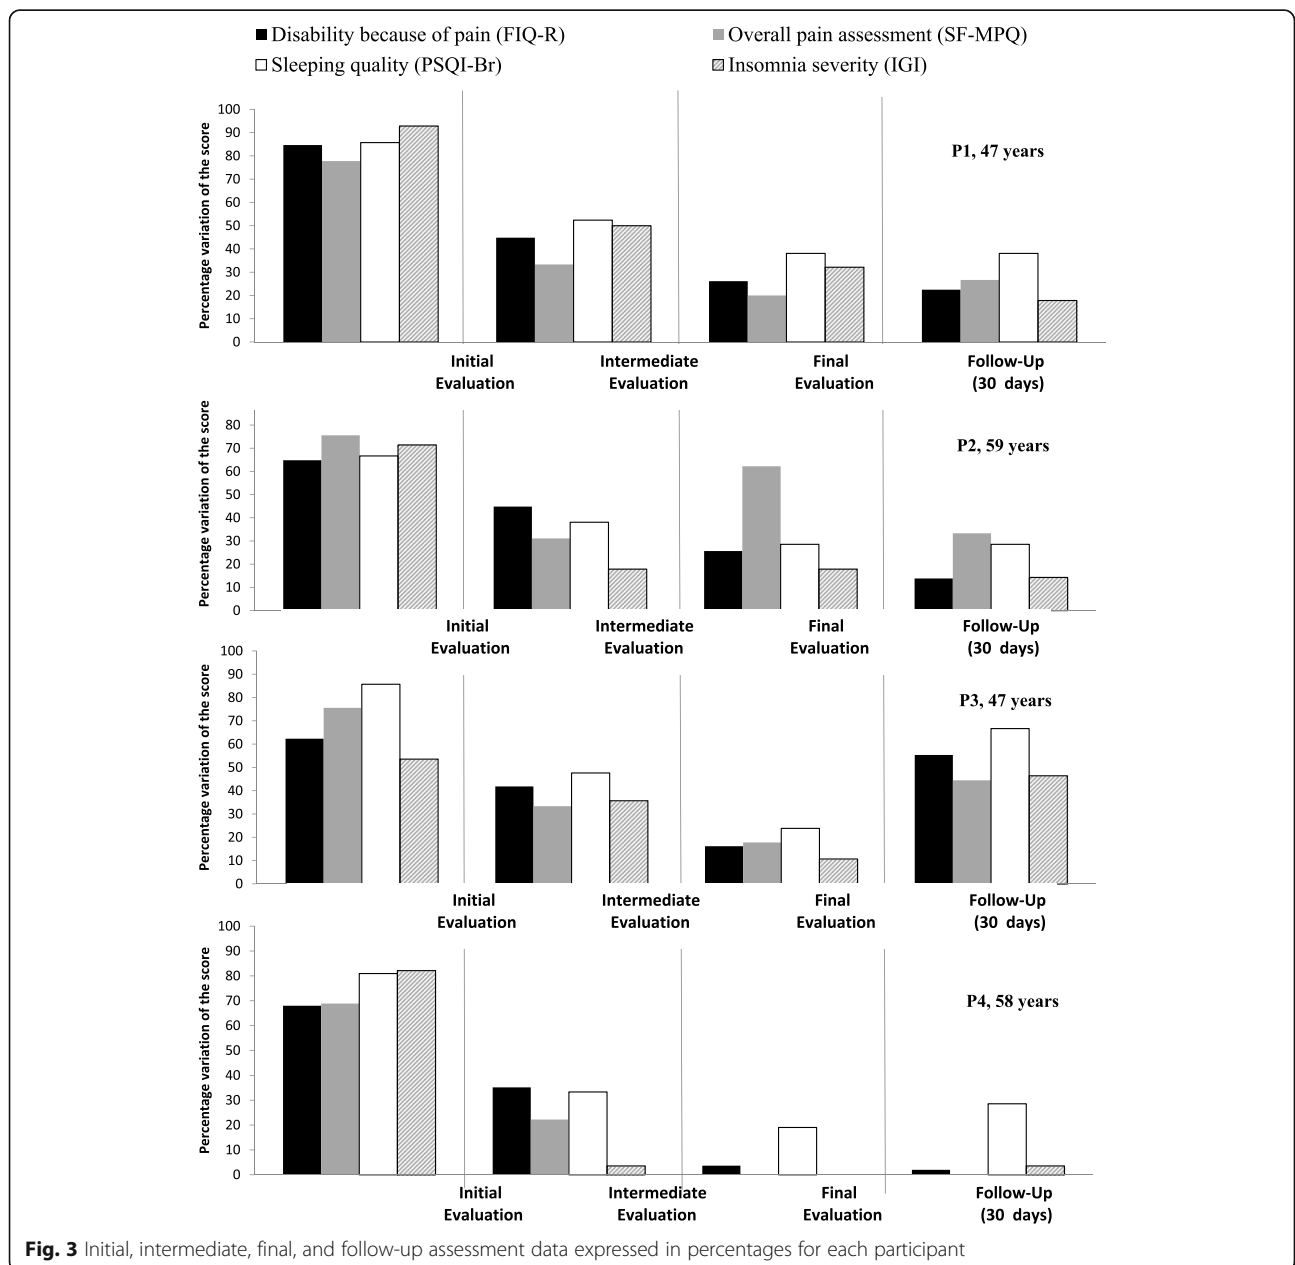 Disability because of pain (FIQ-R) Overall pain assessment (SF-MPQ)
Sleeping quality (PSQI-Br) Insomnia severity (IGI)
Percentage variation of the score
100
90
80
70
60
50
40
30
20
10
0
P1, 47 years
Initial Intermediate Final Follow-Up
Evaluation Evaluation Evaluation (30 days)
Percentage variation of the score
80
70
60
50
40
30
20
10
0
P2, 59 years
Initial Intermediate Final Follow-Up
Evaluation Evaluation Evaluation (30 days)
Percentage variation of the score
100
90
80
70
60
50
40
30
20
10
0
P3, 47 years
Initial Intermediate Final Follow-Up
Evaluation Evaluation Evaluation (30 days)
Percentage variation of the score
100
90
80
70
60
50
40
30
20
10
0
P4, 58 years
Initial Intermediate Final Follow-Up
Evaluation Evaluation Evaluation (30 days)
Fig. 3 Initial, intermediate, final, and follow-up assessment data expressed in percentages for each participant